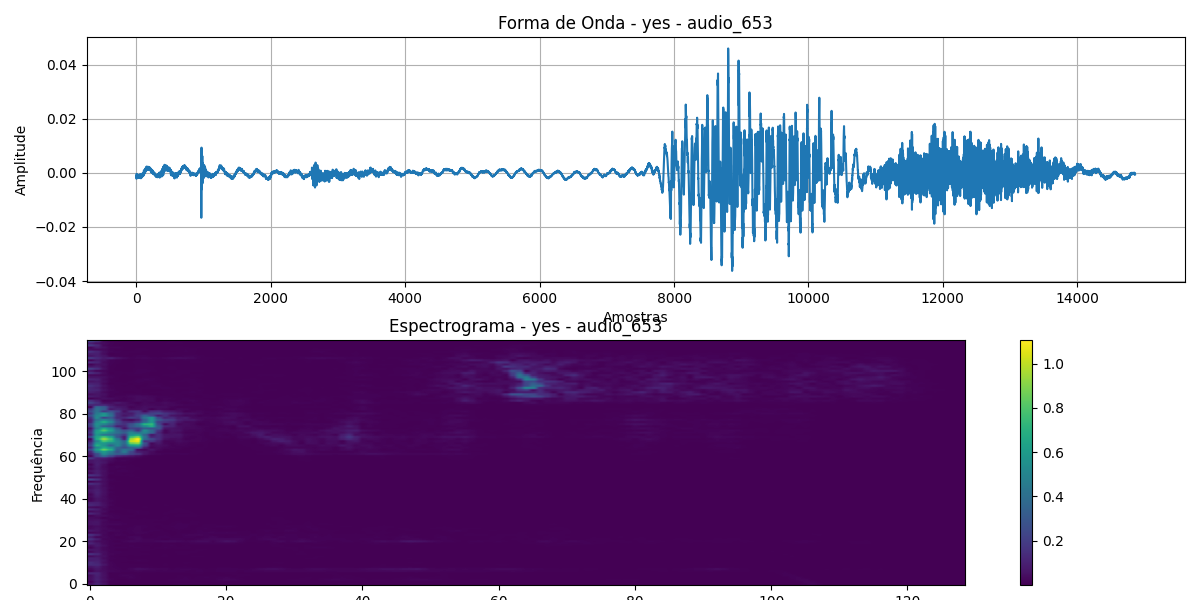 Forma de Onda - yes - audio_653
Amplitude
0.04
0.02
0.00
−0.02
−0.04
0 2000 4000 6000 8000 10000 12000 14000
Amostras
Espectrograma - yes - audio_653
Frequência
100
80
60
40
20
0
0 20 40 60 80 100 120
1.0
0.8
0.6
0.4
0.2